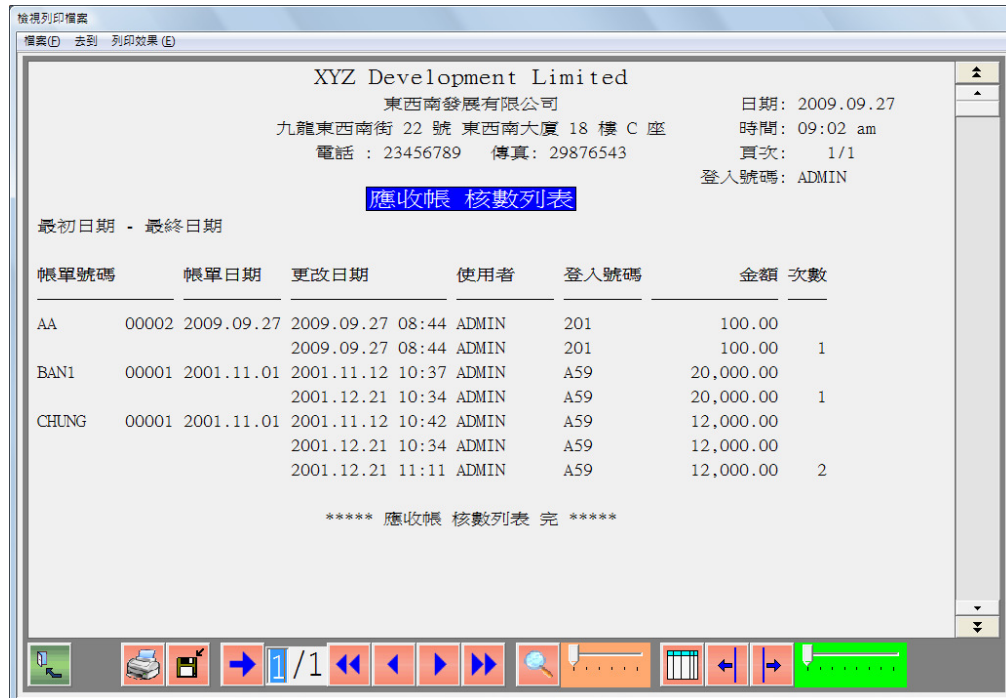 檢視列印檔案
檔案(F) 去到 列印效果(E)
XYZ Development Limited
東西南發展有限公司 日期: 2009.09.27
九龍東西南街 22 號 東西南大廈 18 樓 C 座 時間: 09:02 am
電話 : 23456789 傳真: 29876543 頁次: 1/1
登入號碼: ADMIN
應收帳 核數列表
最初日期 - 最終日期
帳單號碼 帳單日期 更改日期 使用者 登入號碼 金額 次數
AA 00002 2009.09.27 2009.09.27 08:44 ADMIN 201 100.00
2009.09.27 08:44 ADMIN 201 100.00 1
BAN1 00001 2001.11.01 2001.11.12 10:37 ADMIN A59 20,000.00
2001.12.21 10:34 ADMIN A59 20,000.00 1
CHUNG 00001 2001.11.01 2001.11.12 10:42 ADMIN A59 12,000.00
2001.12.21 10:34 ADMIN A59 12,000.00
2001.12.21 11:11 ADMIN A59 12,000.00 2
***** 應收帳 核數列表 完 *****
1/1